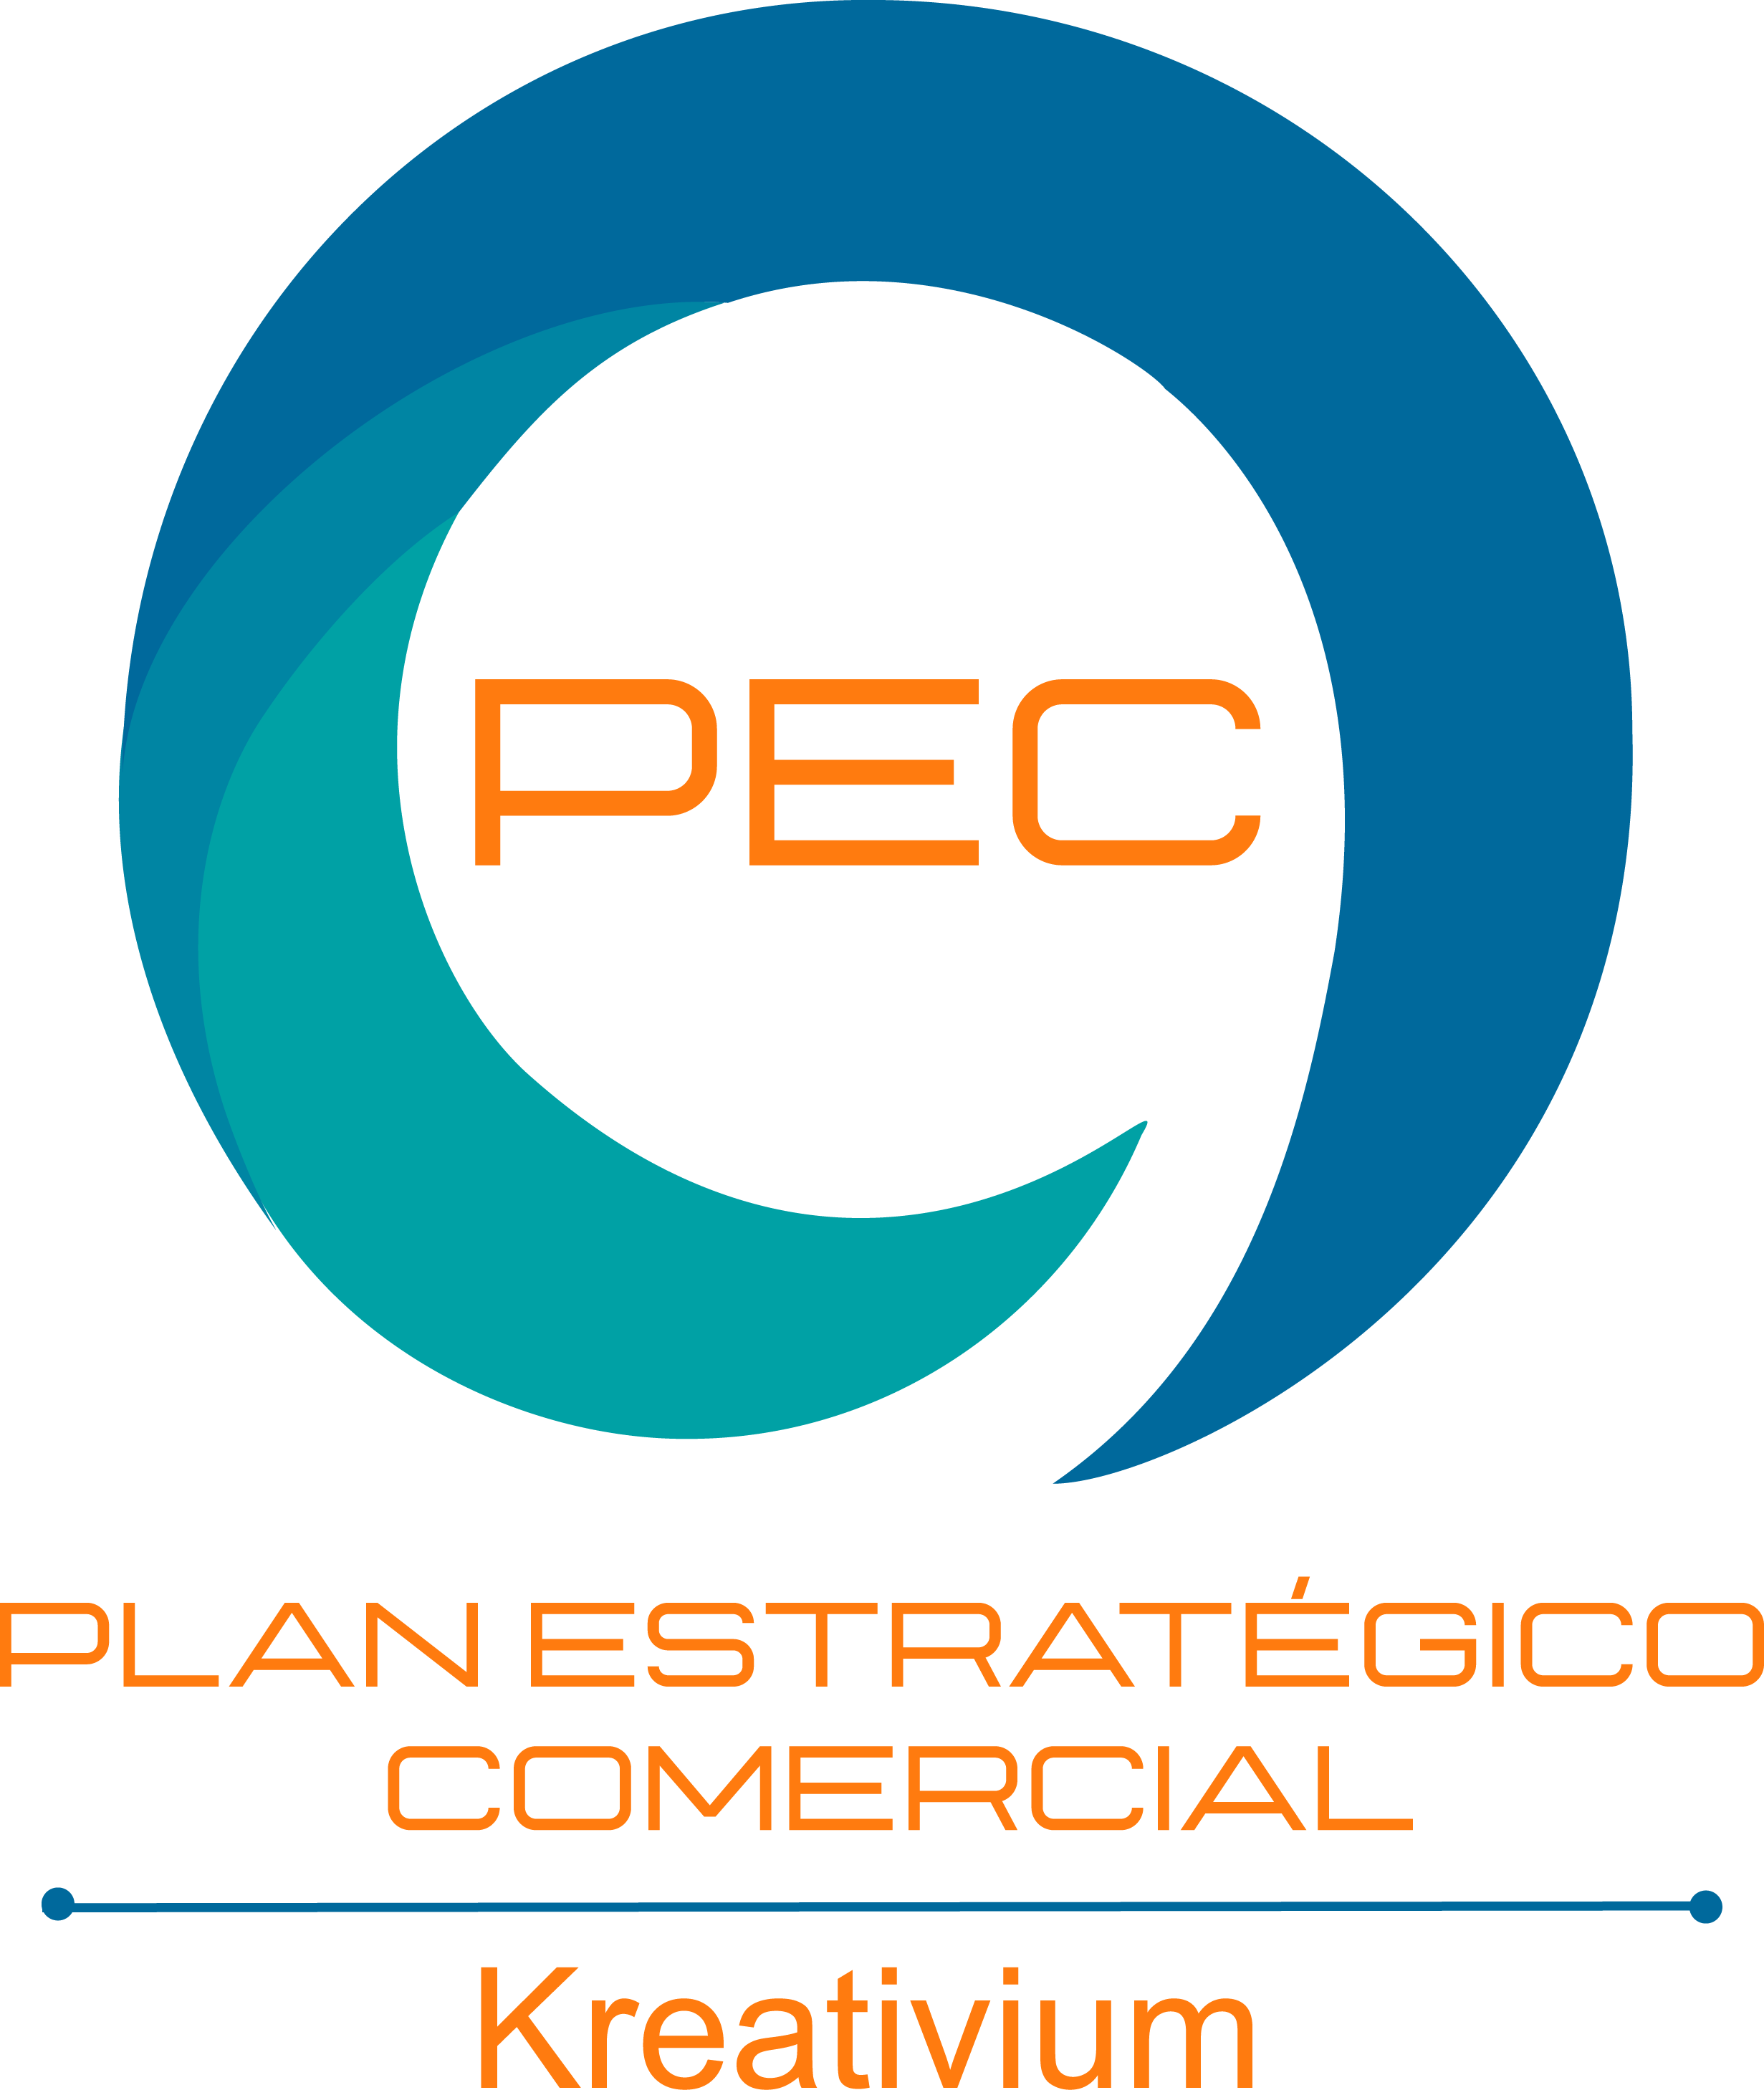 PEC
PLAN ESTRATÉGICO
COMERCIAL
Kreativium